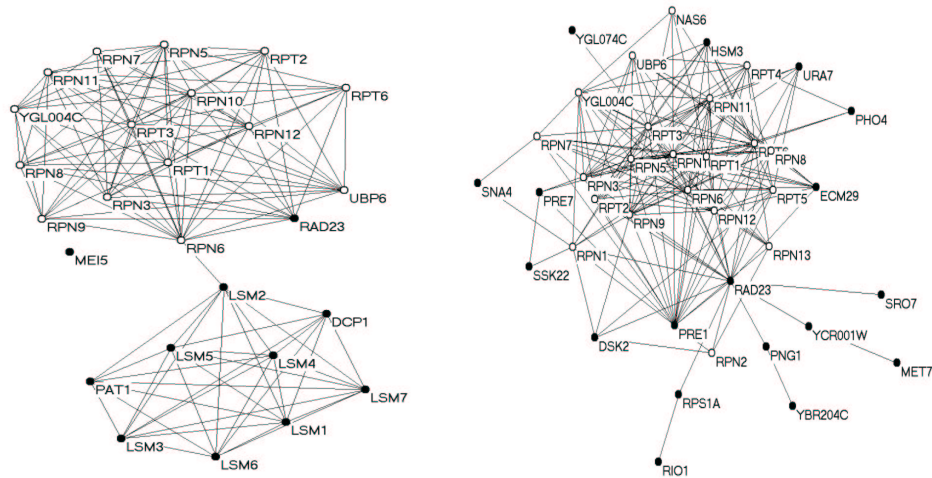 RPN5
RPN7
RPT2
RPN11
RPT6
RPN10
YGL004C
RPT3
RPN12
RPN8
RPT1
RPN3
UBP6
RPN9
RAD23
RPN6
MEI5
LSM2
DCP1
LSM5
LSM4
PAT1
LSM7
LSM1
LSM3
LSM6
NAS6
YGL074C
HSM3
UBP6
RPT4
URA7
YGL004C
RPN11
PHO4
RPT3
RPN7
RPN8
RPN5
RPT1
RPN3
SNA4
PRE7
RPN6
RPT5
ECM29
RPT2
RPN9
RPN12
RPN1
RPN13
SSK22
RAD23
SRO7
YCR001W
PRE1
DSK2
RPN2
PNG1
MET7
RPS1A
YBR204C
RIO1